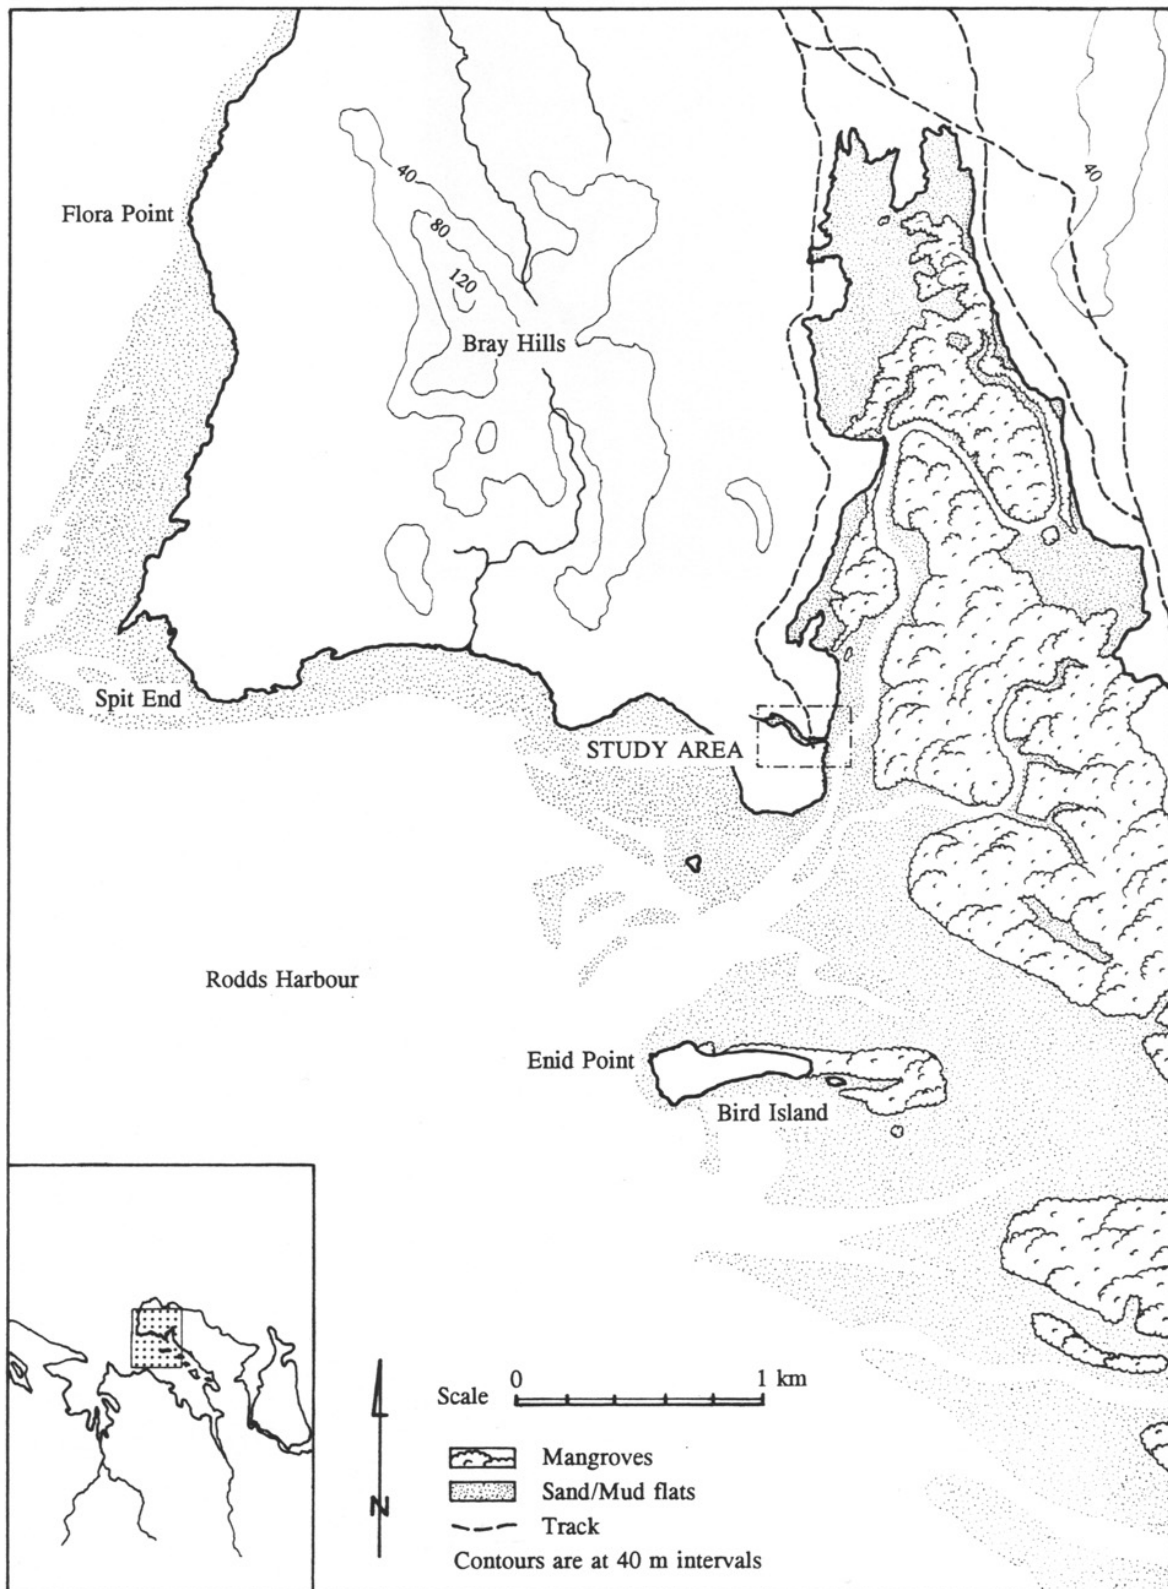 40
40
Flora Point
80
120
Bray Hills
Spit End
STUDY AREA
Rodds Harbour
Enid Point
Bird Island
0 1 km
Scale
Mangroves
Sand/Mud flats
N
Track
Contours are at 40 m intervals